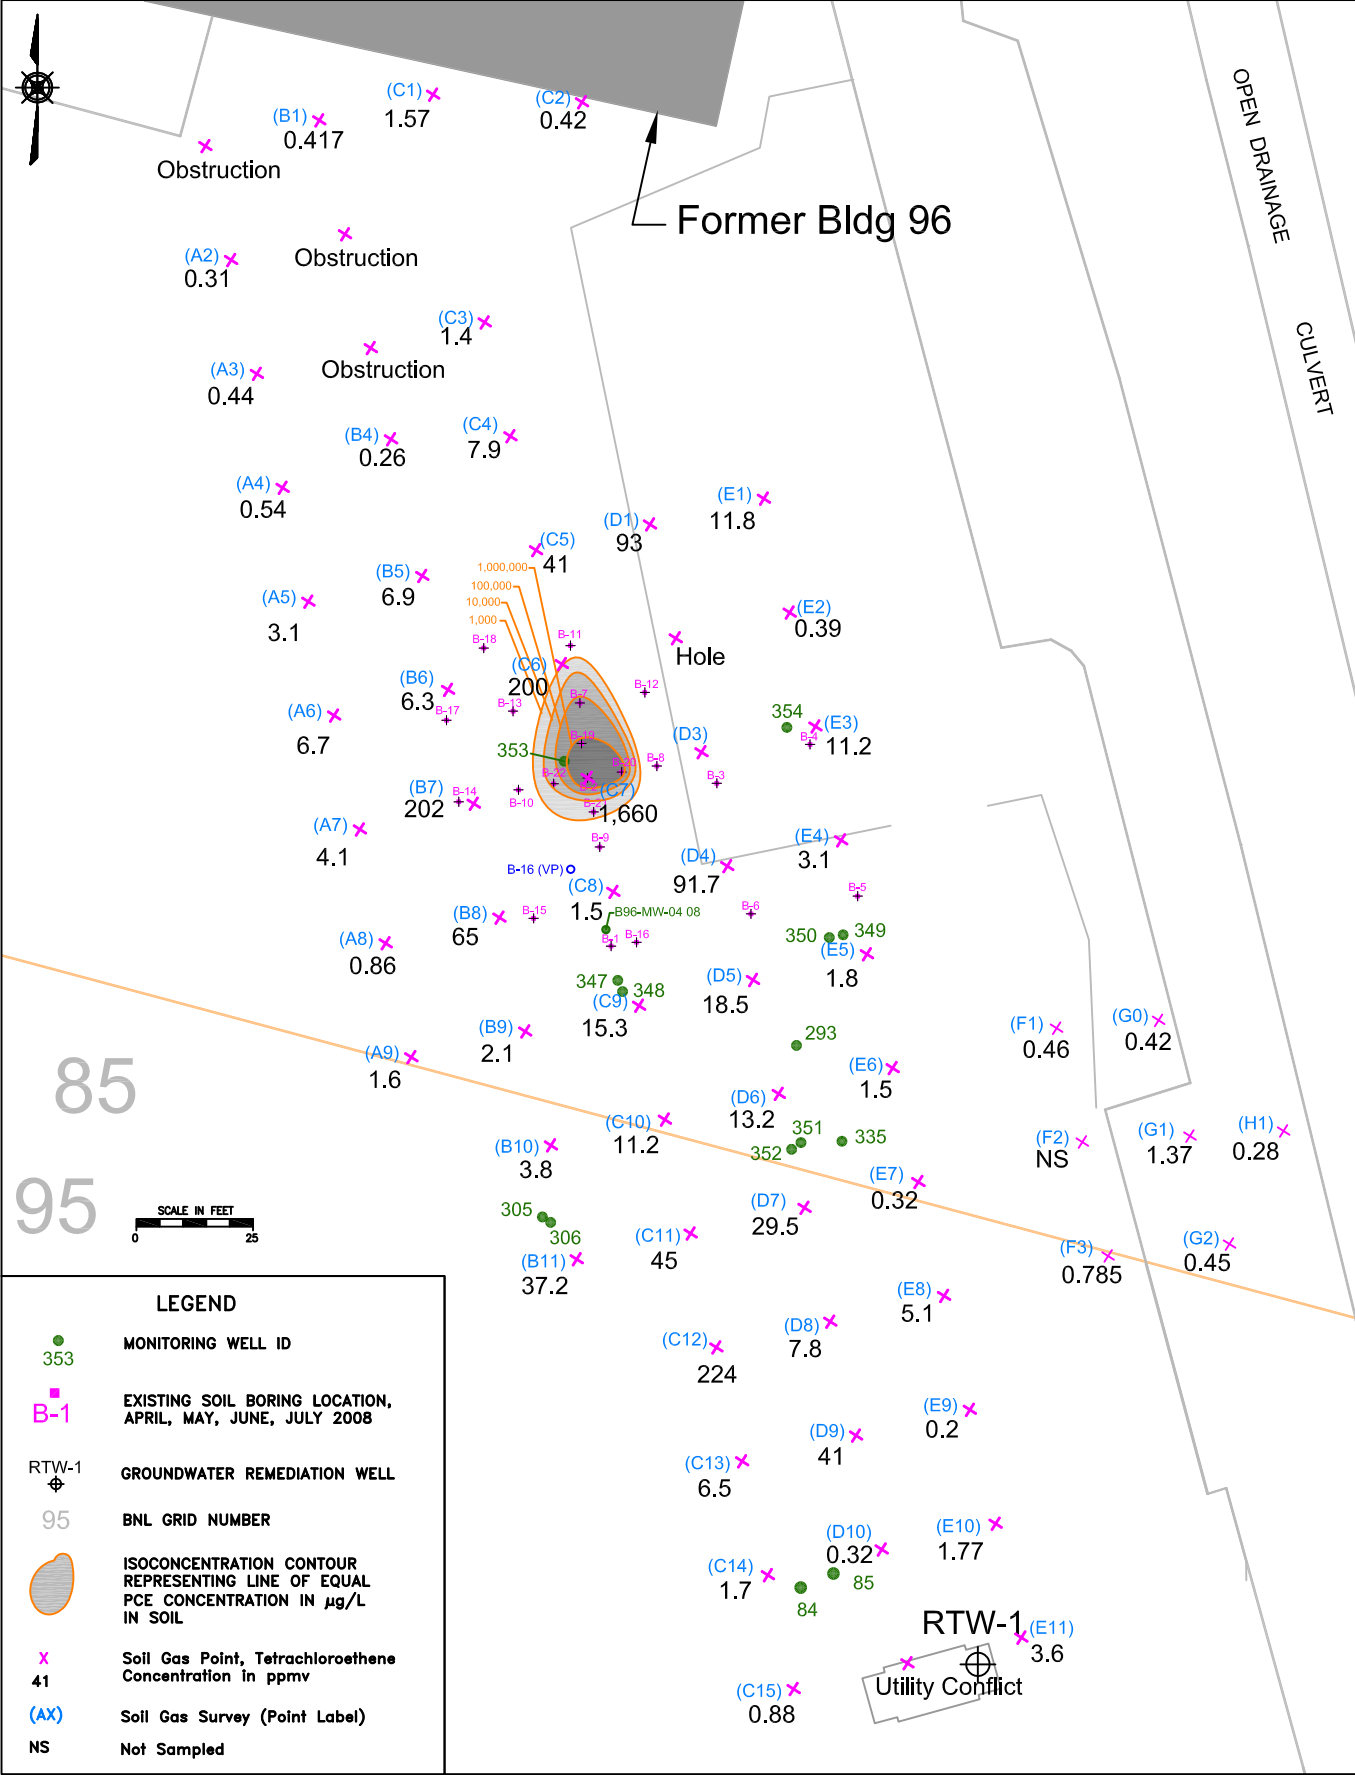 (C1)
1.57
(C2)
0.42
(B1)
0.417
Obstruction
OPEN DRAINAGE
CULVERT
Former Bldg 96
(A2)
0.31
Obstruction
(C3)
1.4
Obstruction
(A3)
0.44
(B4)
0.26
(C4)
7.9
(A4)
0.54
(E1)
11.8
(D1)
93
(C5)
41
1,000,000
100,000
10,000
1,000
(B5)
6.9
(A5)
3.1
(E2)
0.39
B-18
B-11
Hole
(C6)
200
(B6)
6.3
B-17
B-13
B-7
B-12
(A6)
6.7
354
(E3)
11.2
B-4
353
B-19
(D3)
B-20
B-8
B-22
B-3
(B7)
202
B-14
B-10
(C7)
1,660
(A7)
4.1
B-9
(E4)
3.1
(D4)
91.7
B-16 (VP)
(C8)
1.5
B-5
B-6
B96-MW-04 08
(B8)
65
B-15
B-1
B-16
350
349
(E5)
1.8
(A8)
0.86
347
348
(C9)
15.3
(D5)
18.5
(B9)
2.1
293
(F1)
0.46
(G0)
0.42
(A9)
1.6
85
(E6)
1.5
(D6)
13.2
(C10)
11.2
351
352
335
(F2)
NS
(G1)
1.37
(H1)
0.28
(B10)
3.8
95
SCALE IN FEET
0
25
(E7)
0.32
(D7)
29.5
305
306
(C11)
45
(B11)
37.2
(F3)
0.785
(G2)
0.45
(E8)
5.1
(D8)
7.8
(C12)
224
(E9)
0.2
(D9)
41
(C13)
6.5
(E10)
1.77
(D10)
0.32
(C14)
1.7
84
85
RTW-1
(E11)
3.6
Utility Conflict
(C15)
0.88
LEGEND
353
MONITORING WELL ID
B-1
EXISTING SOIL BORING LOCATION,
APRIL, MAY, JUNE, JULY 2008
RTW-1
GROUNDWATER REMEDIATION WELL
95
BNL GRID NUMBER
ISOCONCENTRATION CONTOUR
REPRESENTING LINE OF EQUAL
PCE CONCENTRATION IN µg/L
IN SOIL
X
41
Soil Gas Point, Tetrachloroethene
Concentration in ppmv
(AX)
Soil Gas Survey (Point Label)
NS
Not Sampled